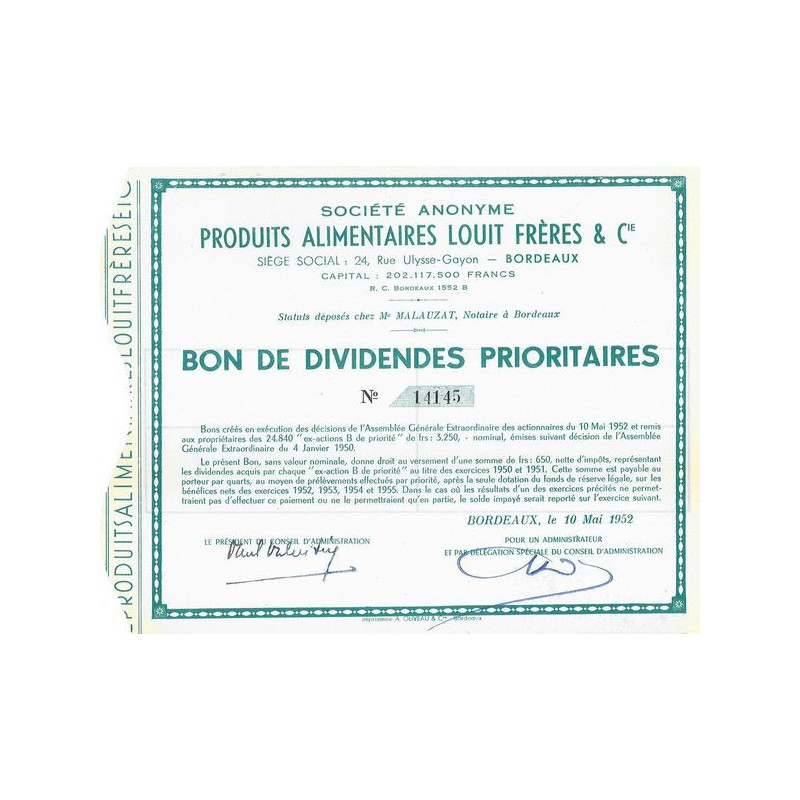 SOCIÉTÉ ANONYME
PRODUITS ALIMENTAIRES LOUIT FRÈRES & CIE
SIÈGE SOCIAL : 24, Rue Ulysse-Gayon — BORDEAUX
CAPITAL : 202.117.500 FRANCS
R. C. BORDEAUX 1552 B
Statuts déposés chez Me MALAUZAT, Notaire à Bordeaux
BON DE DIVIDENDES PRIORITAIRES
No 14145
Bons créés en exécution des décisions de l'Assemblée Générale Extraordinaire des actionnaires du 10 Mai 1952 et remis
aux propriétaires des 24.840 "ex-actions B de priorité" de frs : 3.250, - nominal, émises suivant décision de l'Assemblée
Générale Extraordinaire du 4 Janvier 1950.
Le présent Bon, sans valeur nominale, donne droit au versement d'une somme de frs : 650, nette d'impôts, représentant
les dividendes acquis par chaque "ex-action B de priorité" au titre des exercices 1950 et 1951. Cette somme est payable au
porteur par quarts, au moyen de prélèvements effectués par priorité, après la seule dotation du fonds de réserve légale, sur les
bénéfices nets des exercices 1952, 1953, 1954 et 1955. Dans le cas où les résultats d'un des exercices précités ne permet-
traient pas d'effectuer ce paiement ou ne le permettraient qu'en partie, le solde impayé serait reporté sur l'exercice suivant.
BORDEAUX, le 10 Mai 1952
LE PRÉSIDENT DU CONSEIL D'ADMINISTRATION
POUR UN ADMINISTRATEUR
ET PAR DÉLÉGATION SPÉCIALE DU CONSEIL D'ADMINISTRATION
Imprimerie A. OLIVEAU & Cie - Bordeaux
PRODUITS ALIMENTAIRES LOUIT FRÈRES ET C